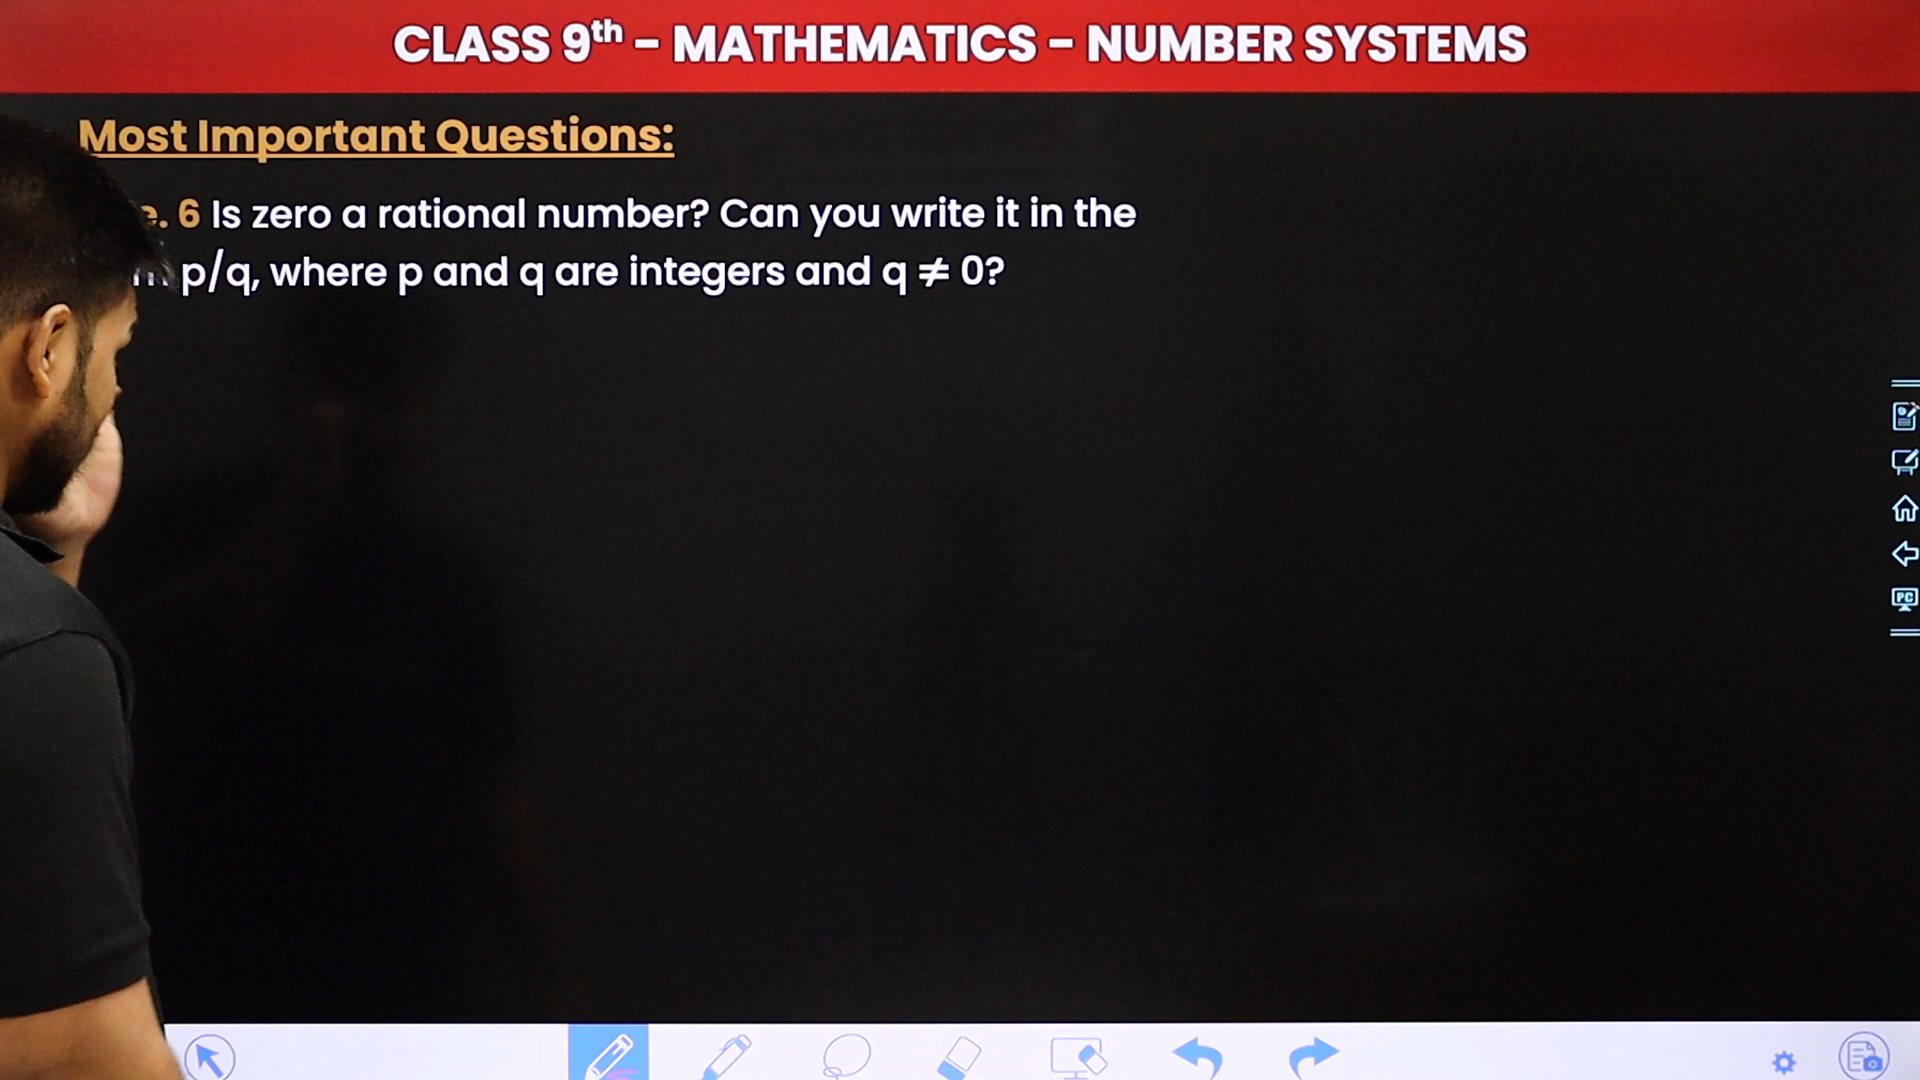 CLASS 9th – MATHEMATICS – NUMBER SYSTEMS
Most Important Questions:
6 Is zero a rational number? Can you write it in the
p/q, where p and q are integers and q ≠ 0?
PC